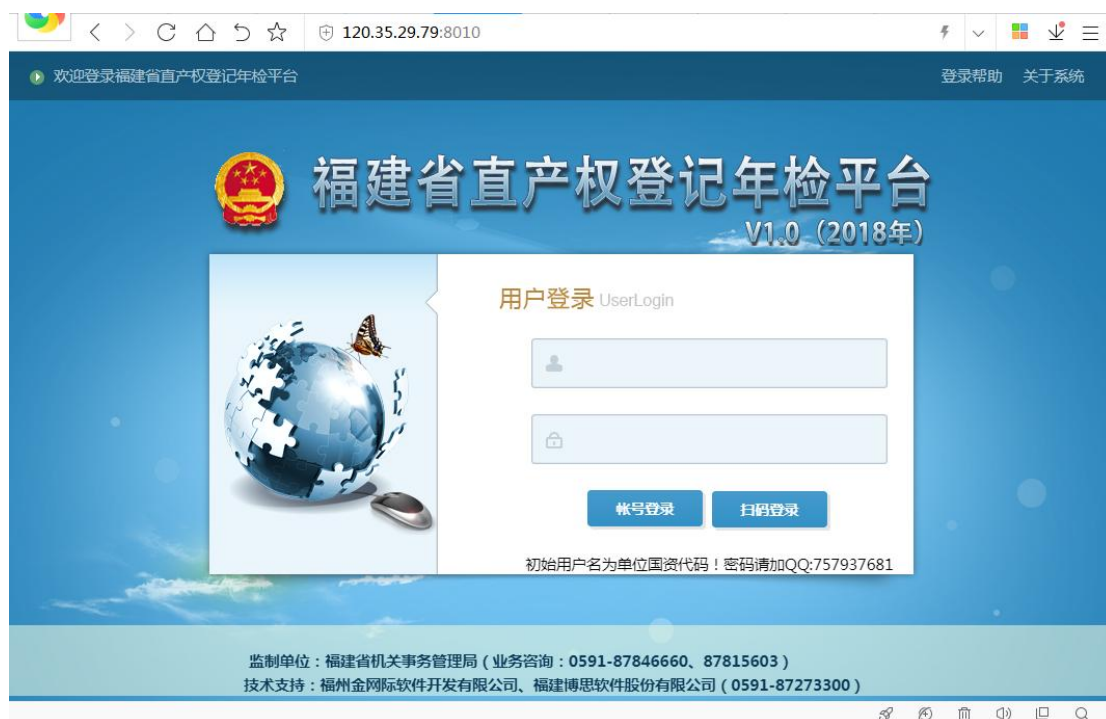 120.35.29.79:8010
欢迎登录福建省直产权登记年检平台
登录帮助 关于系统
福建省直产权登记年检平台
V1.0（2018年）
用户登录 UserLogin
帐号登录 扫码登录
初始用户名为单位国资代码！密码请加QQ:757937681
监制单位：福建省机关事务管理局（业务咨询：0591-87846660、87815603）
技术支持：福州金网际软件开发有限公司、福建博思软件股份有限公司（0591-87273300）